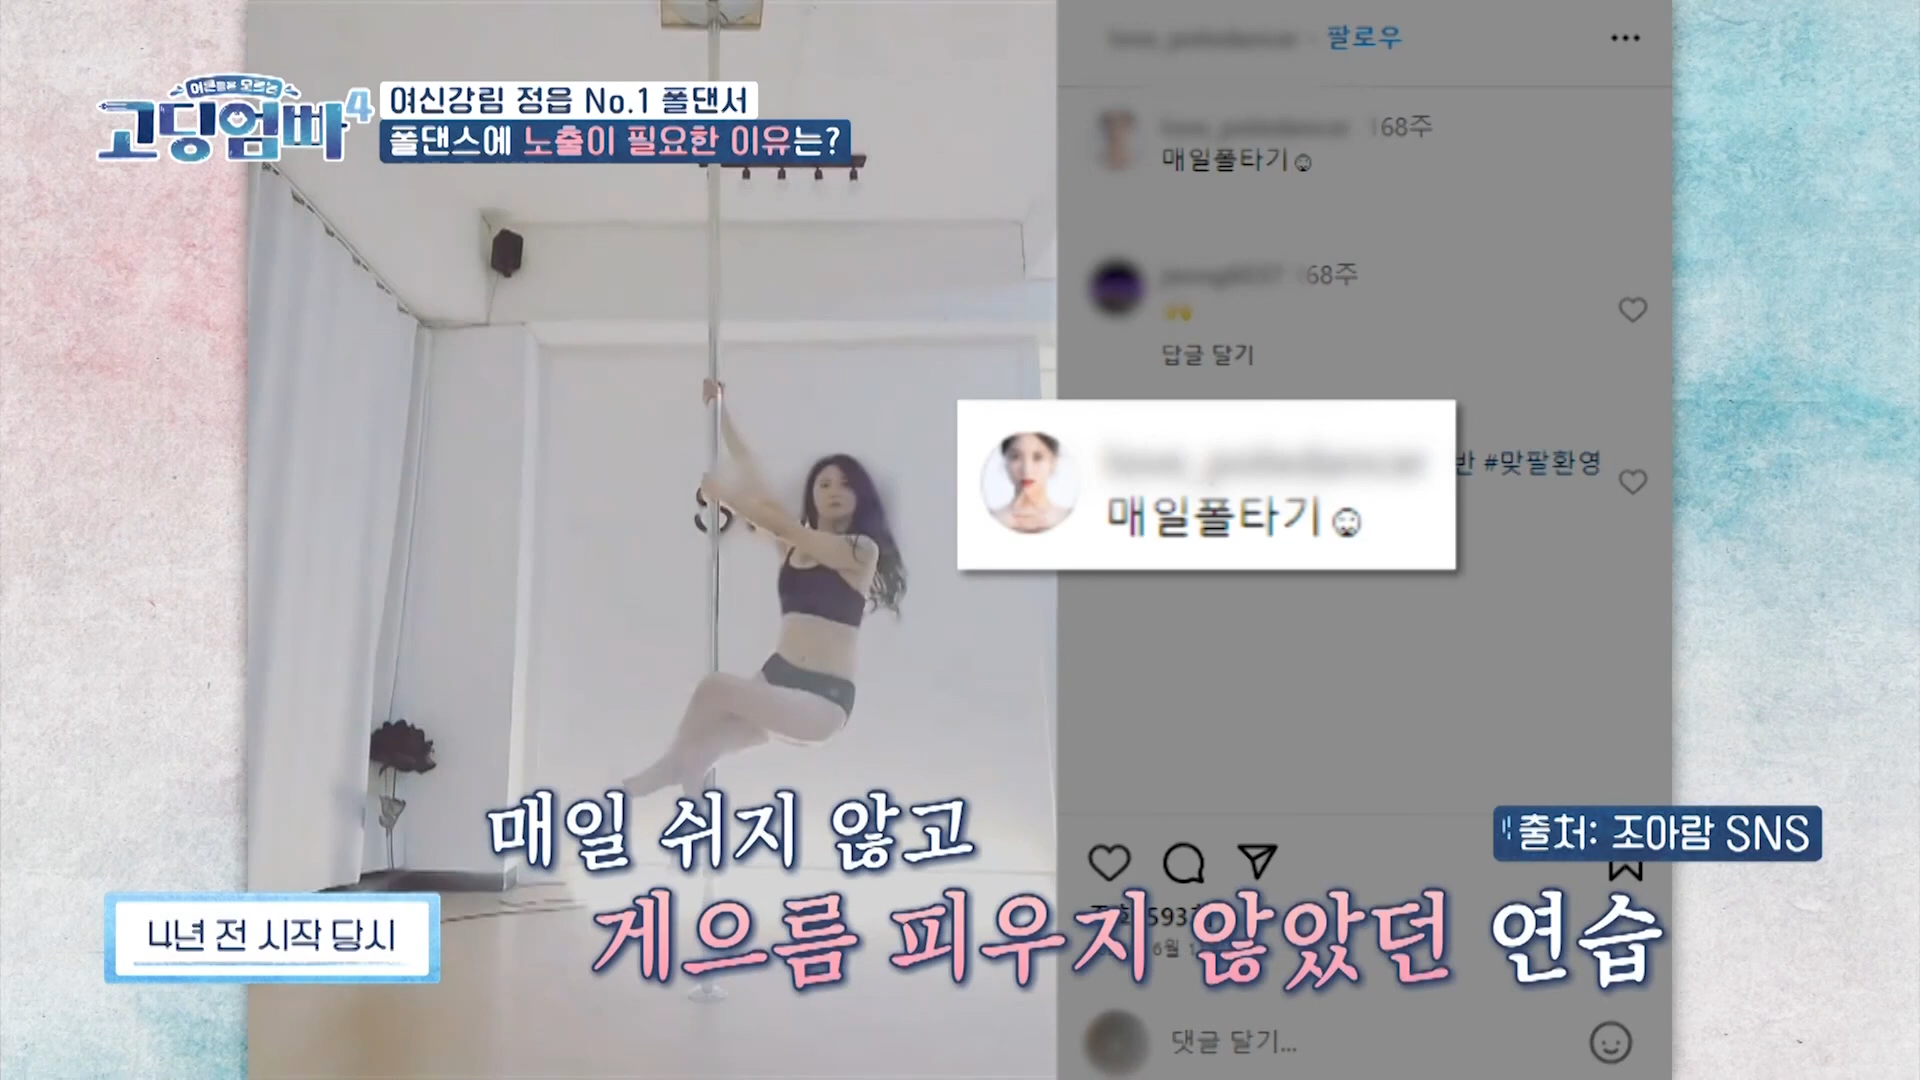 어른들은 모르는
고딩엄빠4
여신강림 정읍 No.1 폴댄서
폴댄스에 노출이 필요한 이유는?
팔로우
168주
매일폴타기
68주
답글 달기
반 #맞팔환영
매일폴타기
매일 쉬지 않고
게으름 피우지 않았던 연습
출처: 조아람 SNS
4년 전 시작 당시
593
6월
댓글 달기...